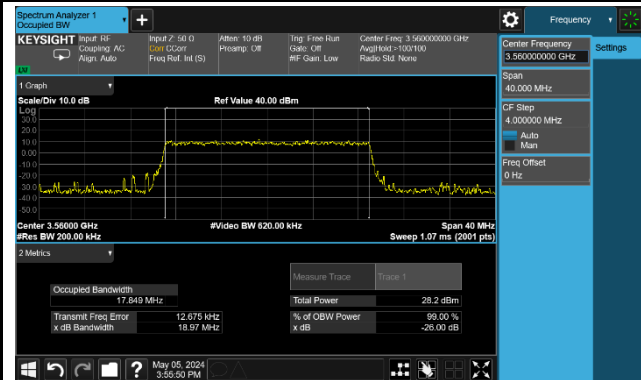 Spectrum Analyzer 1
Occupied BW
Frequency
KEYSIGHT
Input: RF
Coupling: AC
Align: Auto
Input Z: 50 Ω
Corr CCorr
Freq Ref: Int (S)
Atten: 10 dB
Preamp: Off
Trig: Free Run
Gate: Off
#IF Gain: Low
Center Freq: 3.560000000 GHz
Avg|Hold:>100/100
Radio Std: None
LXI
1 Graph
Scale/Div 10.0 dB
Ref Value 40.00 dBm
Log
30.0
20.0
10.0
0.00
-10.0
-20.0
-30.0
-40.0
-50.0
Center 3.56000 GHz
#Video BW 620.00 kHz
Span 40 MHz
#Res BW 200.00 kHz
Sweep 1.07 ms (2001 pts)
2 Metrics
Measure Trace
Trace 1
Occupied Bandwidth
17.849 MHz
Total Power
28.2 dBm
Transmit Freq Error
12.675 kHz
% of OBW Power
99.00 %
x dB Bandwidth
18.97 MHz
x dB
-26.00 dB
Center Frequency
3.560000000 GHz
Settings
Span
40.000 MHz
CF Step
4.000000 MHz
Auto
Man
Freq Offset
0 Hz
?
May 05, 2024
3:55:50 PM